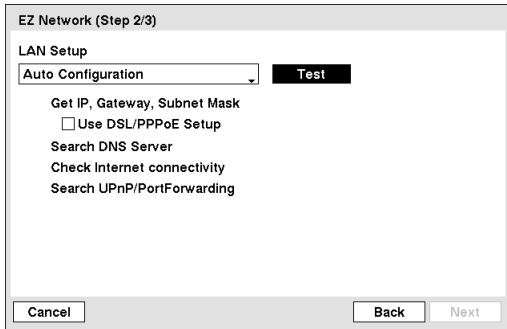 EZ Network (Step 2/3)
LAN Setup
Auto Configuration Test
Get IP, Gateway, Subnet Mask
Use DSL/PPPoE Setup
Search DNS Server
Check Internet connectivity
Search UPnP/PortForwarding
Cancel Back Next